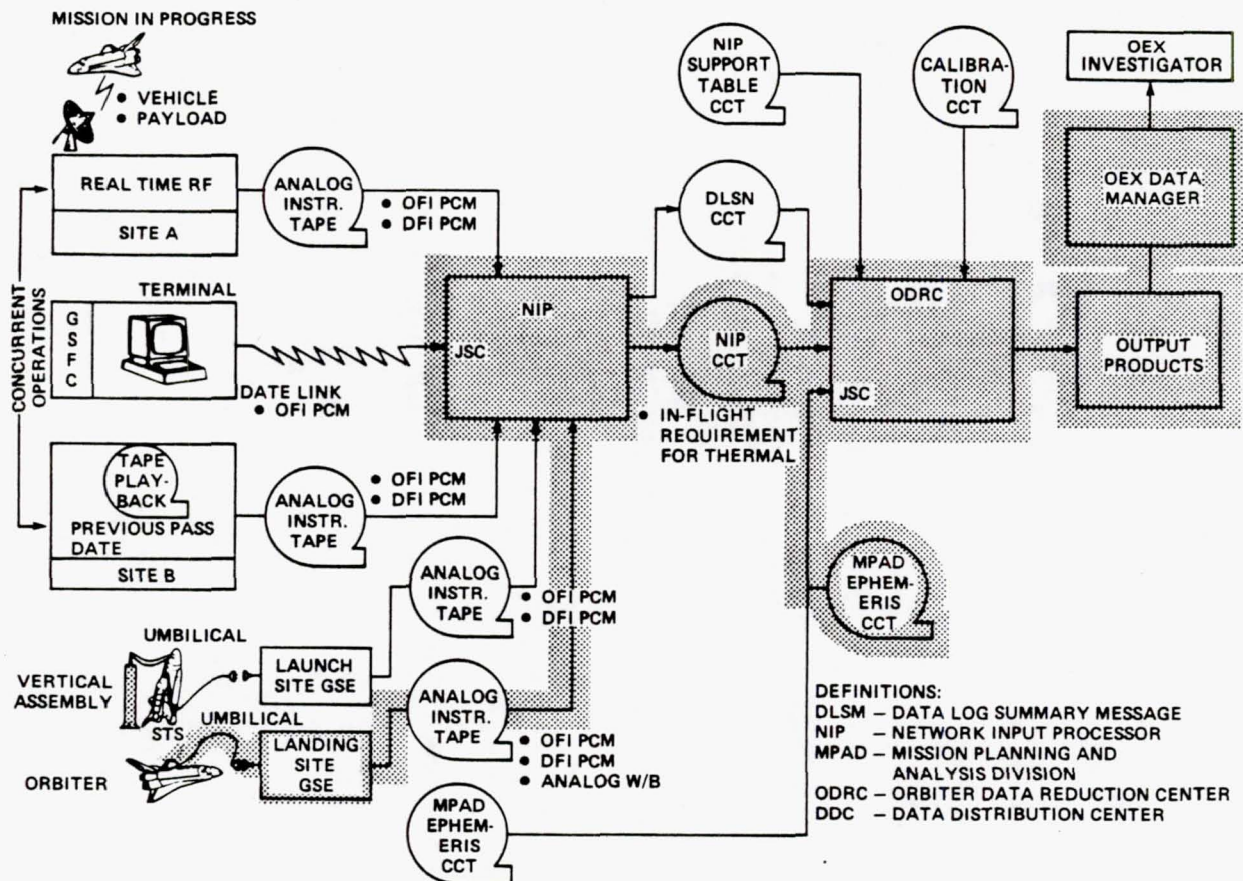 MISSION IN PROGRESS
• VEHICLE
• PAYLOAD
CONCURRENT
OPERATIONS
REAL TIME RF
SITE A
ANALOG
INSTR.
TAPE
• OFI PCM
• DFI PCM
TERMINAL
GSFC
DATE LINK
• OFI PCM
TAPE
PLAY-
BACK
PREVIOUS PASS
DATE
SITE B
ANALOG
INSTR.
TAPE
• OFI PCM
• DFI PCM
UMBILICAL
VERTICAL
ASSEMBLY
STS
LAUNCH
SITE GSE
ANALOG
INSTR.
TAPE
• OFI PCM
• DFI PCM
UMBILICAL
ORBITER
LANDING
SITE
GSE
ANALOG
INSTR.
TAPE
• OFI PCM
• DFI PCM
• ANALOG W/B
MPAD
EPHEM-
ERIS
CCT
NIP
JSC
NIP
SUPPORT
TABLE
CCT
CALIBRA-
TION
CCT
DLSN
CCT
NIP
CCT
• IN-FLIGHT
REQUIREMENT
FOR THERMAL
ODRC
JSC
MPAD
EPHEM-
ERIS
CCT
OEX
INVESTIGATOR
OEX DATA
MANAGER
OUTPUT
PRODUCTS
DEFINITIONS:
DLSM – DATA LOG SUMMARY MESSAGE
NIP – NETWORK INPUT PROCESSOR
MPAD – MISSION PLANNING AND
ANALYSIS DIVISION
ODRC – ORBITER DATA REDUCTION CENTER
DDC – DATA DISTRIBUTION CENTER